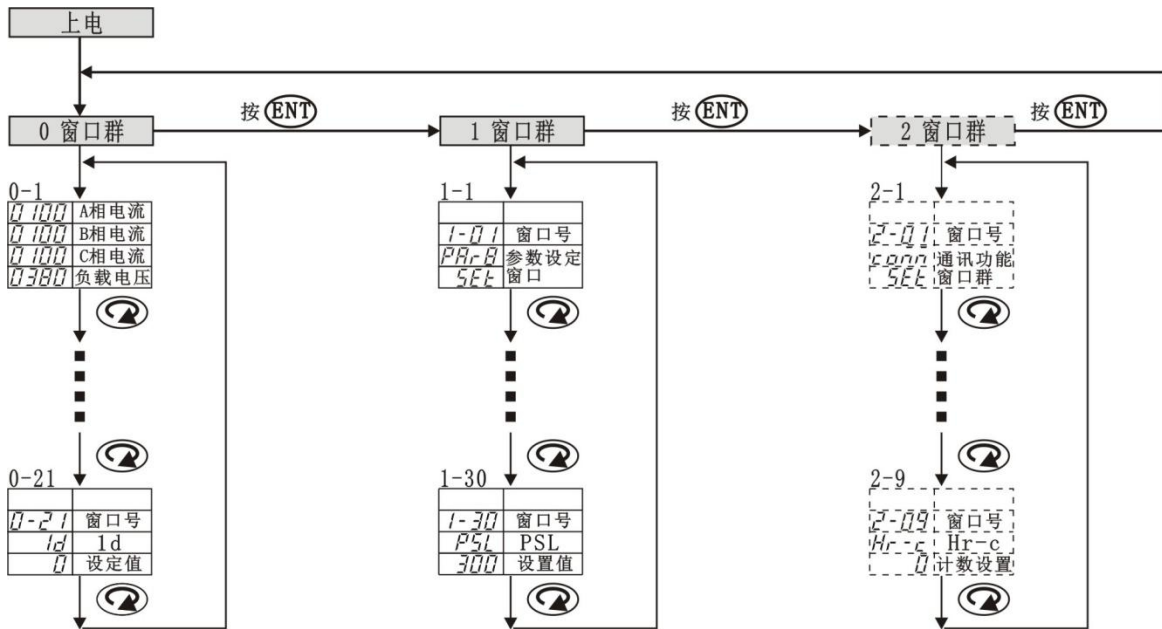 上电
按 ENT
按 ENT
按 ENT
0 窗口群
1 窗口群
2 窗口群
0-1
0100 A相电流
0100 B相电流
0100 C相电流
0380 负载电压
1-1
1-01 窗口号
PArB 参数设定
SEt 窗口
2-1
2-01 窗口号
conn 通讯功能
SEt 窗口群
0-21
0-21 窗口号
1d 1d
0 设定值
1-30
1-30 窗口号
PSL PSL
300 设置值
2-9
2-09 窗口号
Hr-c Hr-c
0 计数设置